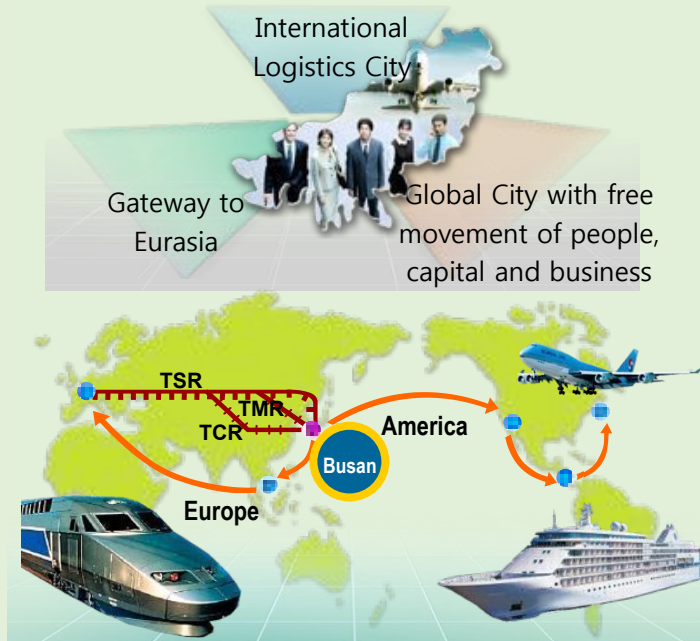 International
Logistics City
Gateway to
Eurasia
Global City with free
movement of people,
capital and business
TSR
TMR
TCR
America
Busan
Europe